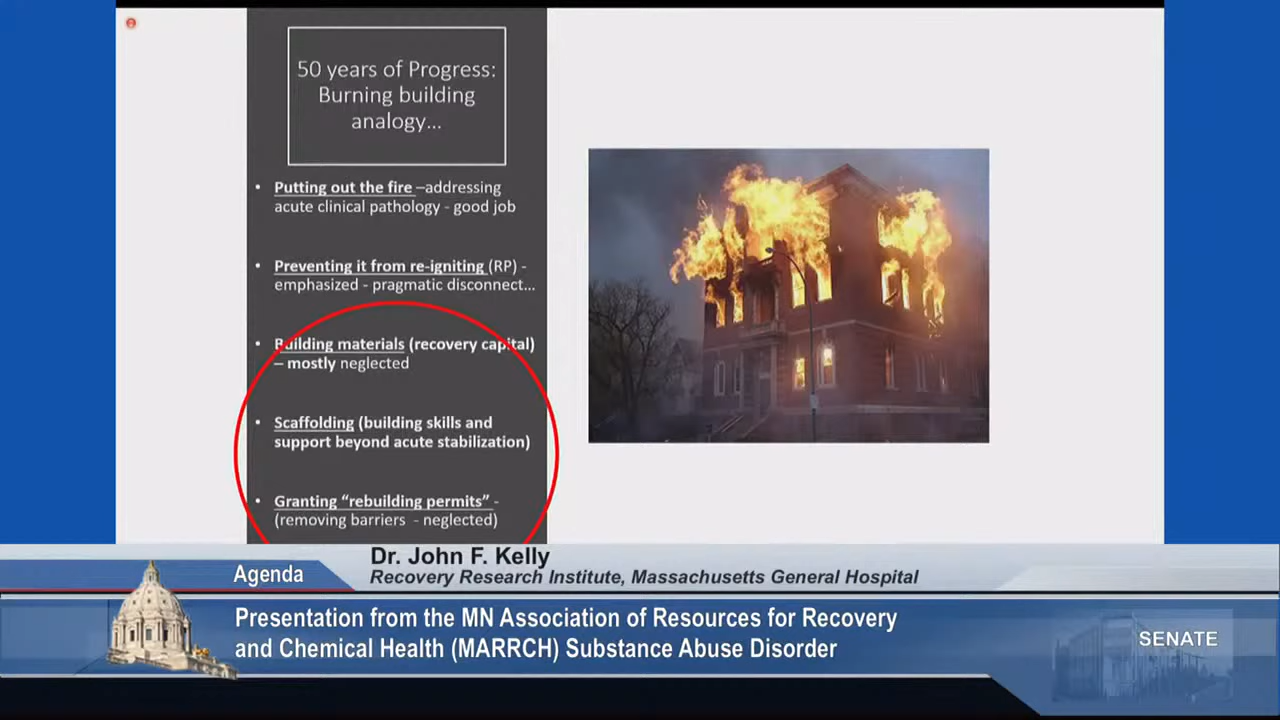 50 years of Progress:
Burning building
analogy...
• Putting out the fire –addressing
acute clinical pathology - good job
• Preventing it from re-igniting (RP) -
emphasized - pragmatic disconnect...
• Building materials (recovery capital)
– mostly neglected
• Scaffolding (building skills and
support beyond acute stabilization)
• Granting “rebuilding permits” -
(removing barriers - neglected)
Dr. John F. Kelly
Agenda
Recovery Research Institute, Massachusetts General Hospital
Presentation from the MN Association of Resources for Recovery
and Chemical Health (MARRCH) Substance Abuse Disorder
SENATE